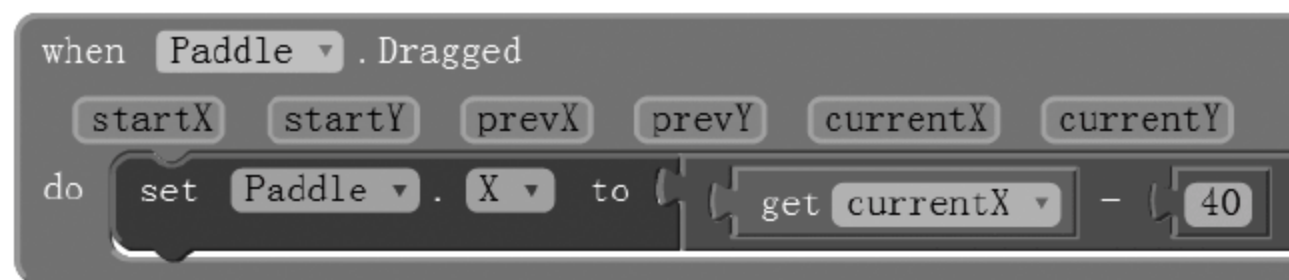 when Paddle . Dragged
startX startY prevX prevY currentX currentY
do set Paddle . X to get currentX - 40